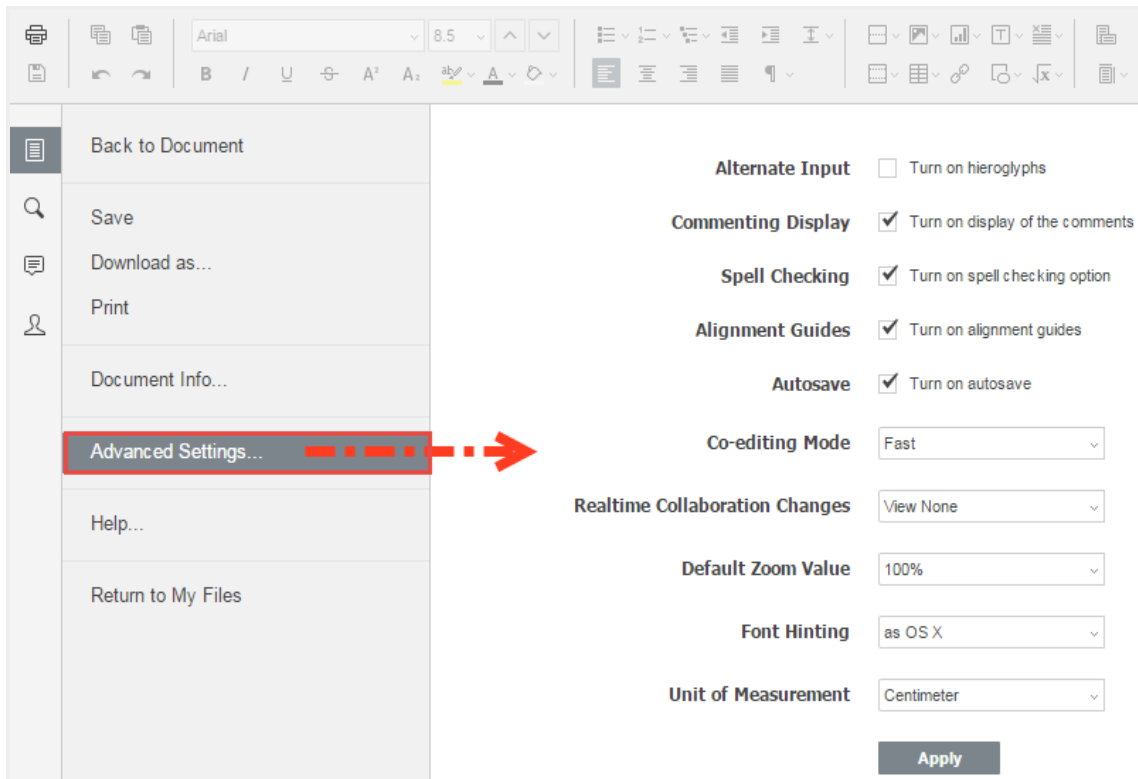 Arial
8.5
B I U S A² A₂ aby A
Back to Document
Save
Download as...
Print
Document Info...
Advanced Settings...
Help...
Return to My Files
Alternate Input Turn on hieroglyphs
Commenting Display Turn on display of the comments
Spell Checking Turn on spell checking option
Alignment Guides Turn on alignment guides
Autosave Turn on autosave
Co-editing Mode Fast
Realtime Collaboration Changes View None
Default Zoom Value 100%
Font Hinting as OS X
Unit of Measurement Centimeter
Apply